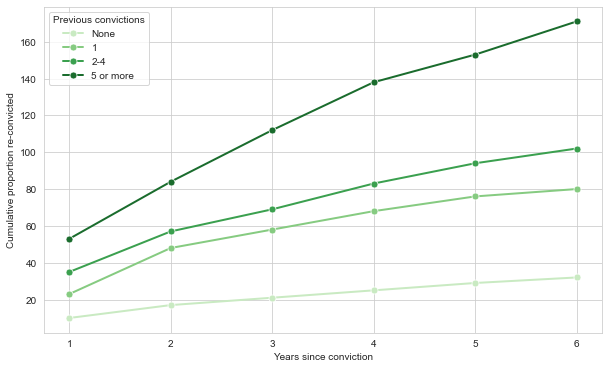 Previous convictions
None
1
2-4
5 or more
160
140
120
100
80
60
40
20
Cumulative proportion re-convicted
1 2 3 4 5 6
Years since conviction